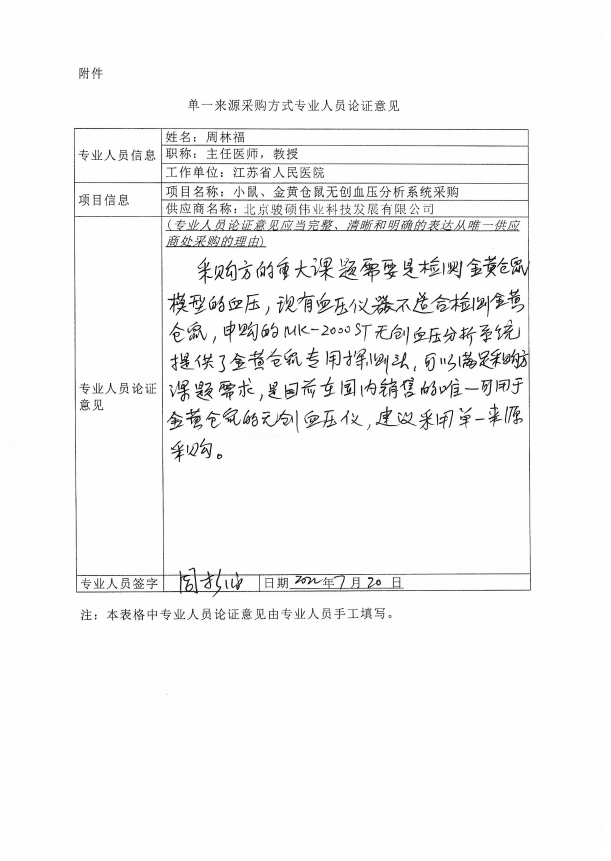 附件
单一来源采购方式专业人员论证意见
专业人员信息
姓名：周林福
职称：主任医师，教授
工作单位：江苏省人民医院
项目信息
项目名称：小鼠、金黄仓鼠无创血压分析系统采购
供应商名称：北京骏硕伟业科技发展有限公司
专业人员论证
意见
(专业人员论证意见应当完整、清晰和明确的表达从唯一供应
商处采购的理由)
采购方的重大课题需要是检测金黄仓鼠
模型的血压，现有血压仪器不适合检测金黄
仓鼠，申购的MK-2000ST无创血压分析系统
提供了金黄仓鼠专用探测头，可以满足采购方
课题需求，是目前在国内销售的唯一可用于
金黄仓鼠的无创血压仪，建议采用单一来源
采购。
专业人员签字 周林福 日期 2022年7月20日
注：本表格中专业人员论证意见由专业人员手工填写。